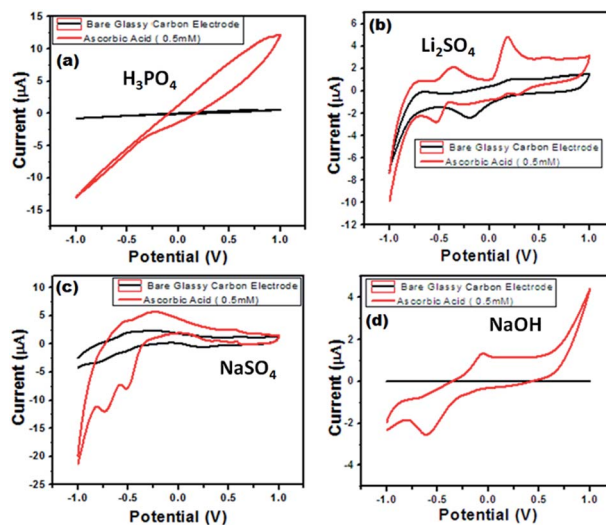 Bare Glassy Carbon Electrode
Ascorbic Acid ( 0.5mM)
(a)
H₃PO₄
Current (µA)
15
10
5
0
-5
-10
-15
-1.0 -0.5 0.0 0.5 1.0
Potential (V)
(b)
Li₂SO₄
Current (µA)
8
6
4
2
0
-2
-4
-6
-8
-10
-12
Bare Glassy Carbon Electrode
Ascorbic Acid ( 0.5mM)
-1.0 -0.5 0.0 0.5 1.0
Potential (V)
(c)
Bare Glassy Carbon Electrode
Ascorbic Acid ( 0.5mM)
NaSO₄
Current (µA)
10
5
0
-5
-10
-15
-20
-25
-1.0 -0.5 0.0 0.5 1.0
Potential (V)
Bare Glassy Carbon Electrode
Ascorbic Acid ( 0.5mM)
(d)
NaOH
Current (µA)
4
2
0
-2
-4
-1.0 -0.5 0.0 0.5 1.0
Potential (V)